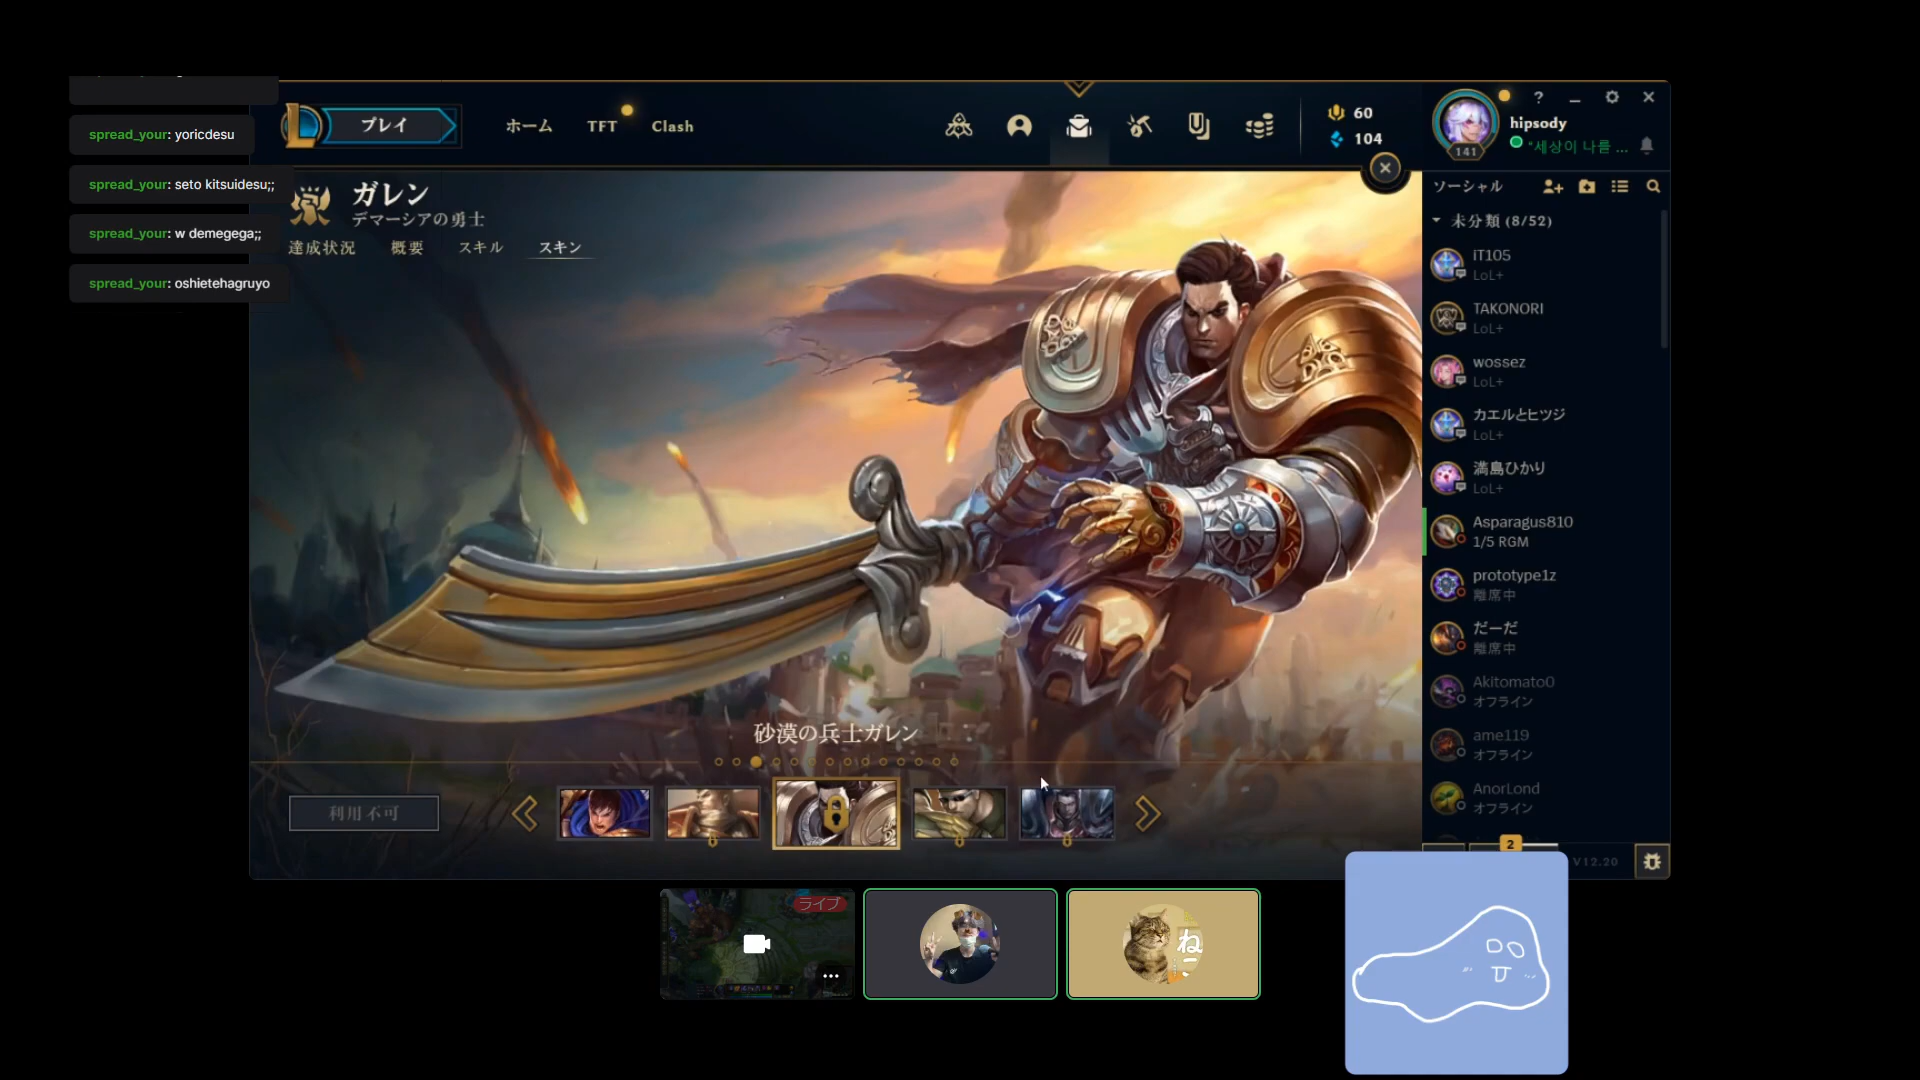 spread_your: yoricdesu
spread_your: seto kitsuidesu;;
spread_your: w demegega;;
spread_your: oshietehagruyo
プレイ
ホーム
TFT
Clash
60
104
?
hipsody
141
"세상이 나를 ...
ガレン
デマーシアの勇士
達成状況
概要
スキル
スキン
ソーシャル
未分類 (8/52)
iT105
LoL+
TAKONORI
LoL+
wossez
LoL+
カエルとヒツジ
LoL+
満島ひかり
LoL+
Asparagus810
1/5 RGM
prototype1z
離席中
だーだ
離席中
Akitomato0
オフライン
ame119
オフライン
AnorLond
オフライン
砂漠の兵士ガレン
利用不可
2
V12.20
ライブ
ねこ